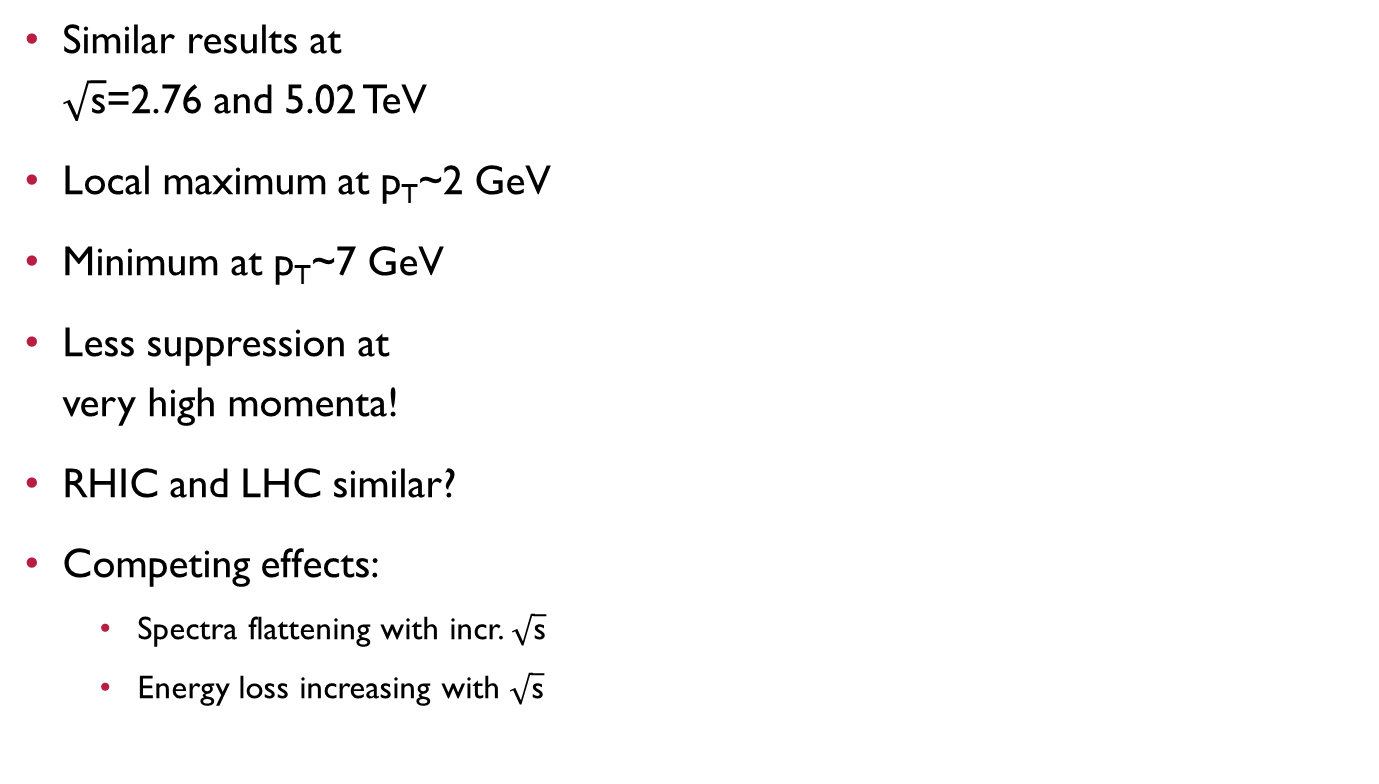 • Similar results at
√s=2.76 and 5.02 TeV
• Local maximum at pT~2 GeV
• Minimum at pT~7 GeV
• Less suppression at
very high momenta!
• RHIC and LHC similar?
• Competing effects:
• Spectra flattening with incr. √s
• Energy loss increasing with √s